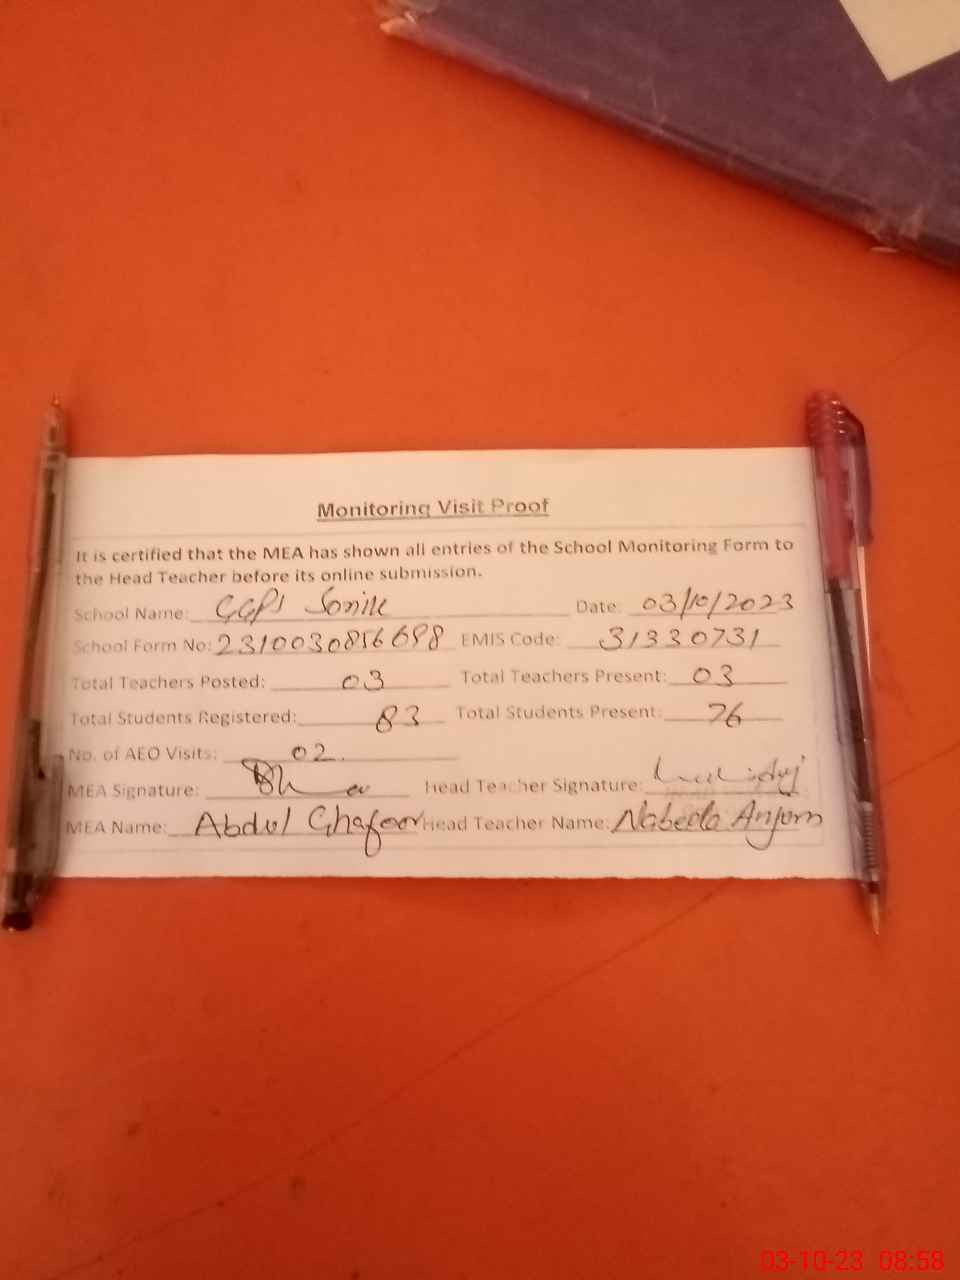 Monitoring Visit Proof
It is certified that the MEA has shown all entries of the School Monitoring Form to
the Head Teacher before its online submission.
School Name: GGPS Date: 03/10/2023
School Form No: EMIS Code: 31330731
Total Teachers Posted: 03 Total Teachers Present: 03
Total Students Registered: 83 Total Students Present: 76
No. of AEO Visits: 02.
MEA Signature: Head Teacher Signature:
MEA Name: Abdul Ghafoor Head Teacher Name: Nabeela Anjum
03-10-23 08:58